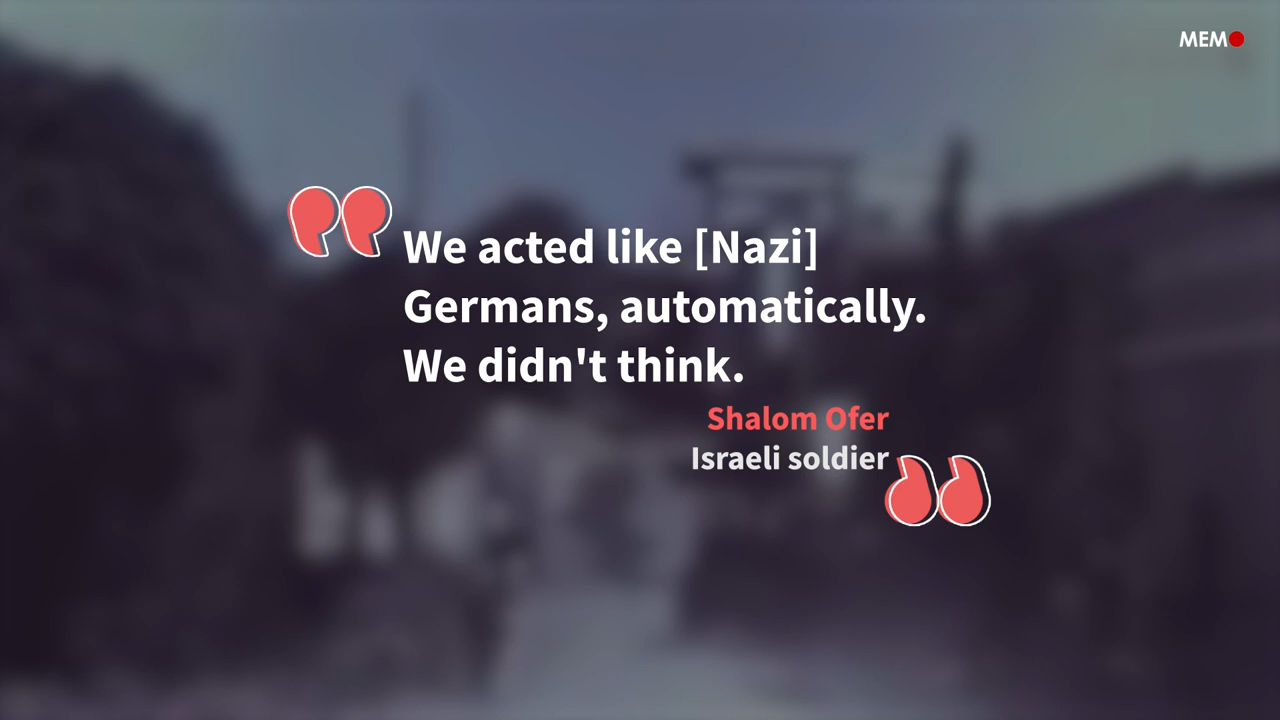 MEMO
We acted like [Nazi]
Germans, automatically.
We didn't think.
Shalom Ofer
Israeli soldier